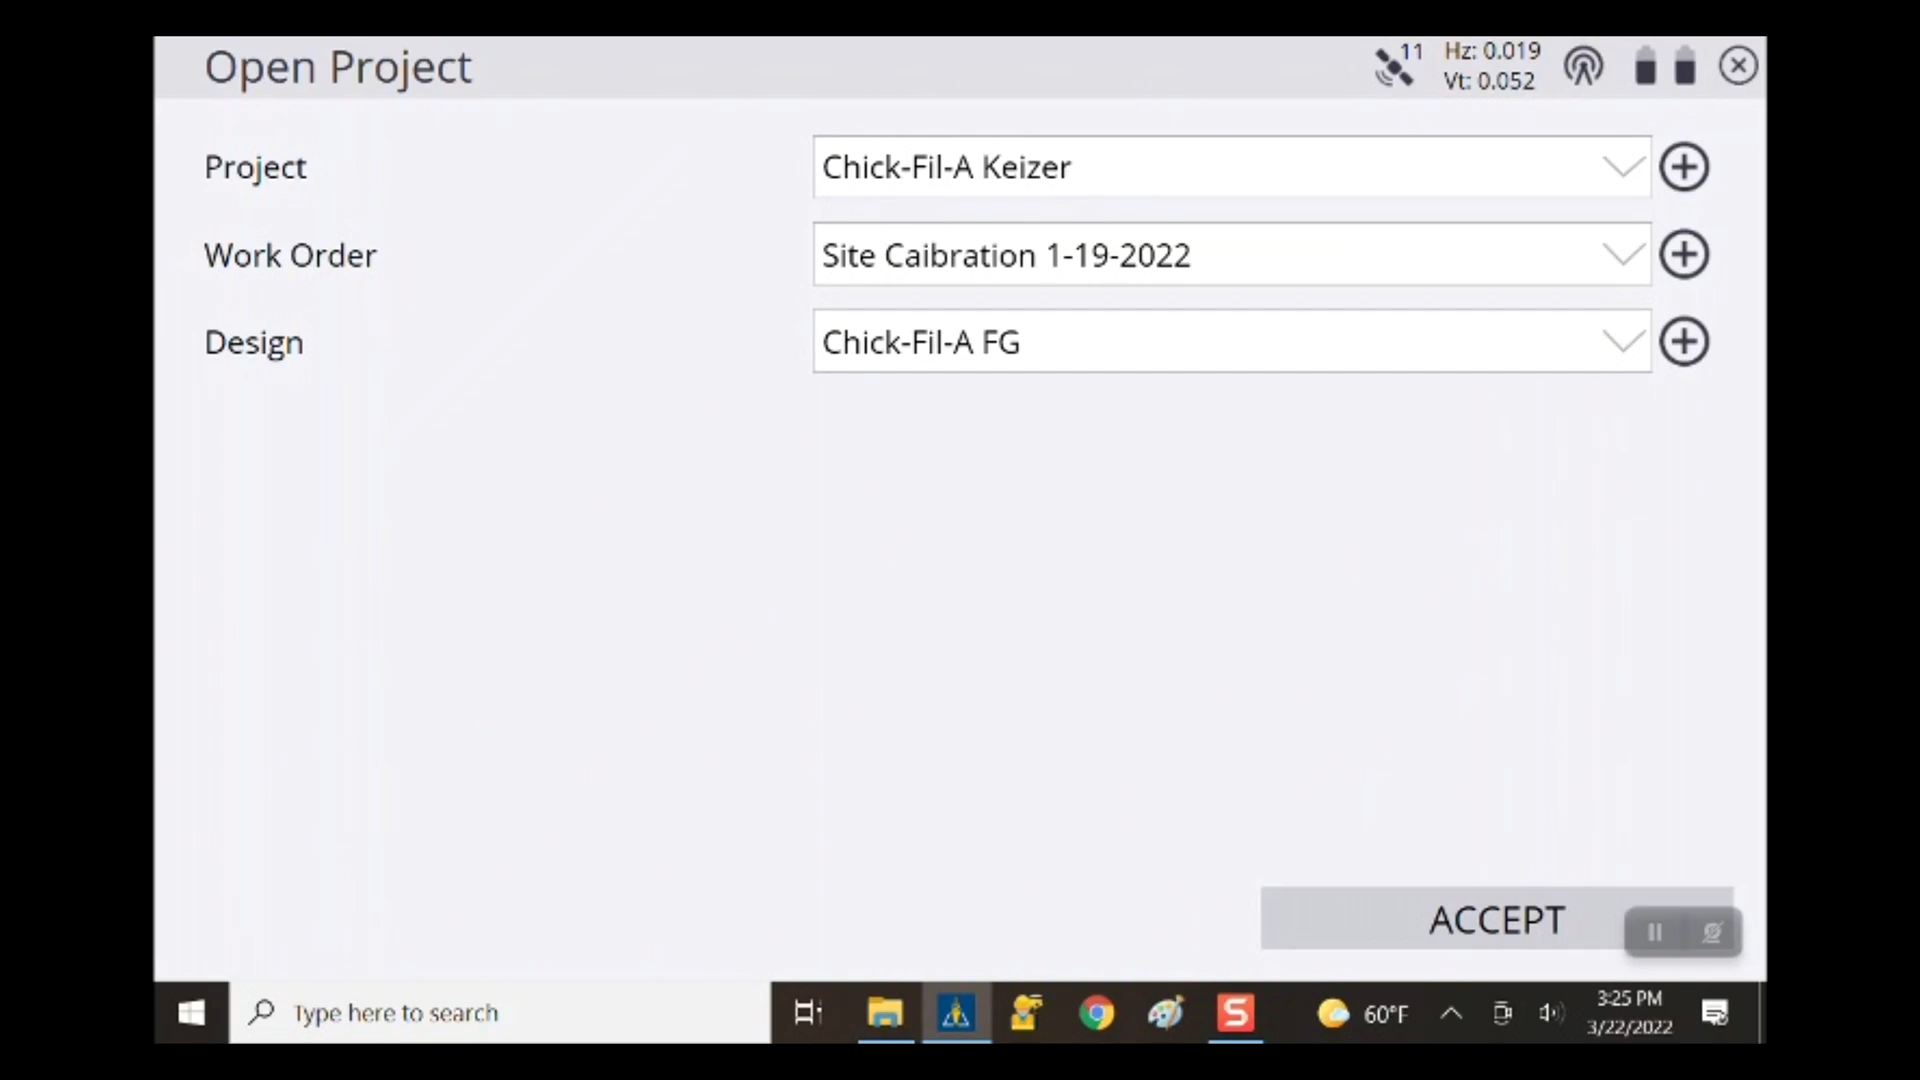 Open Project
11
Hz: 0.019
Vt: 0.052
Project
Chick-Fil-A Keizer
Work Order
Site Caibration 1-19-2022
Design
Chick-Fil-A FG
ACCEPT
Type here to search
S
60°F
3:25 PM
3/22/2022